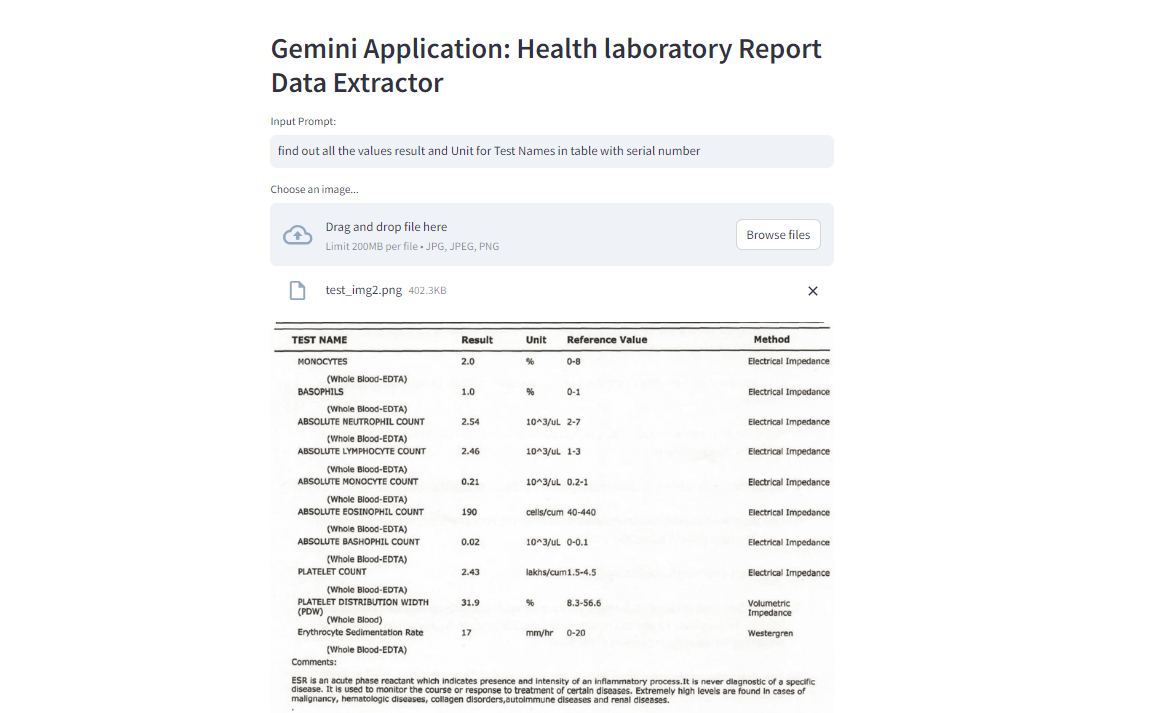 Gemini Application: Health laboratory Report
Data Extractor
Input Prompt:
find out all the values result and Unit for Test Names in table with serial number
Choose an image...
Drag and drop file here
Limit 200MB per file • JPG, JPEG, PNG
Browse files
test_img2.png 402.3KB
TEST NAME Result Unit Reference Value Method
MONOCYTES 2.0 % 0-8 Electrical Impedance
(Whole Blood-EDTA)
BASOPHILS 1.0 % 0-1 Electrical Impedance
(Whole Blood-EDTA)
ABSOLUTE NEUTROPHIL COUNT 2.54 10^3/uL 2-7 Electrical Impedance
(Whole Blood-EDTA)
ABSOLUTE LYMPHOCYTE COUNT 2.46 10^3/uL 1-3 Electrical Impedance
(Whole Blood-EDTA)
ABSOLUTE MONOCYTE COUNT 0.21 10^3/uL 0.2-1 Electrical Impedance
(Whole Blood-EDTA)
ABSOLUTE EOSINOPHIL COUNT 190 cells/cum 40-440 Electrical Impedance
(Whole Blood-EDTA)
ABSOLUTE BASHOPHIL COUNT 0.02 10^3/uL 0-0.1 Electrical Impedance
(Whole Blood-EDTA)
PLATELET COUNT 2.43 lakhs/cum 1.5-4.5 Electrical Impedance
(Whole Blood-EDTA)
PLATELET DISTRIBUTION WIDTH 31.9 % 8.3-56.6 Volumetric
(PDW) Impedance
(Whole Blood)
Erythrocyte Sedimentation Rate 17 mm/hr 0-20 Westergren
(Whole Blood-EDTA)
Comments:
ESR is an acute phase reactant which indicates presence and intensity of an inflammatory process.It is never diagnostic of a specific
disease. It is used to monitor the course or response to treatment of certain diseases. Extremely high levels are found in cases of
malignancy, hematologic diseases, collagen disorders,autoimmune diseases and renal diseases.